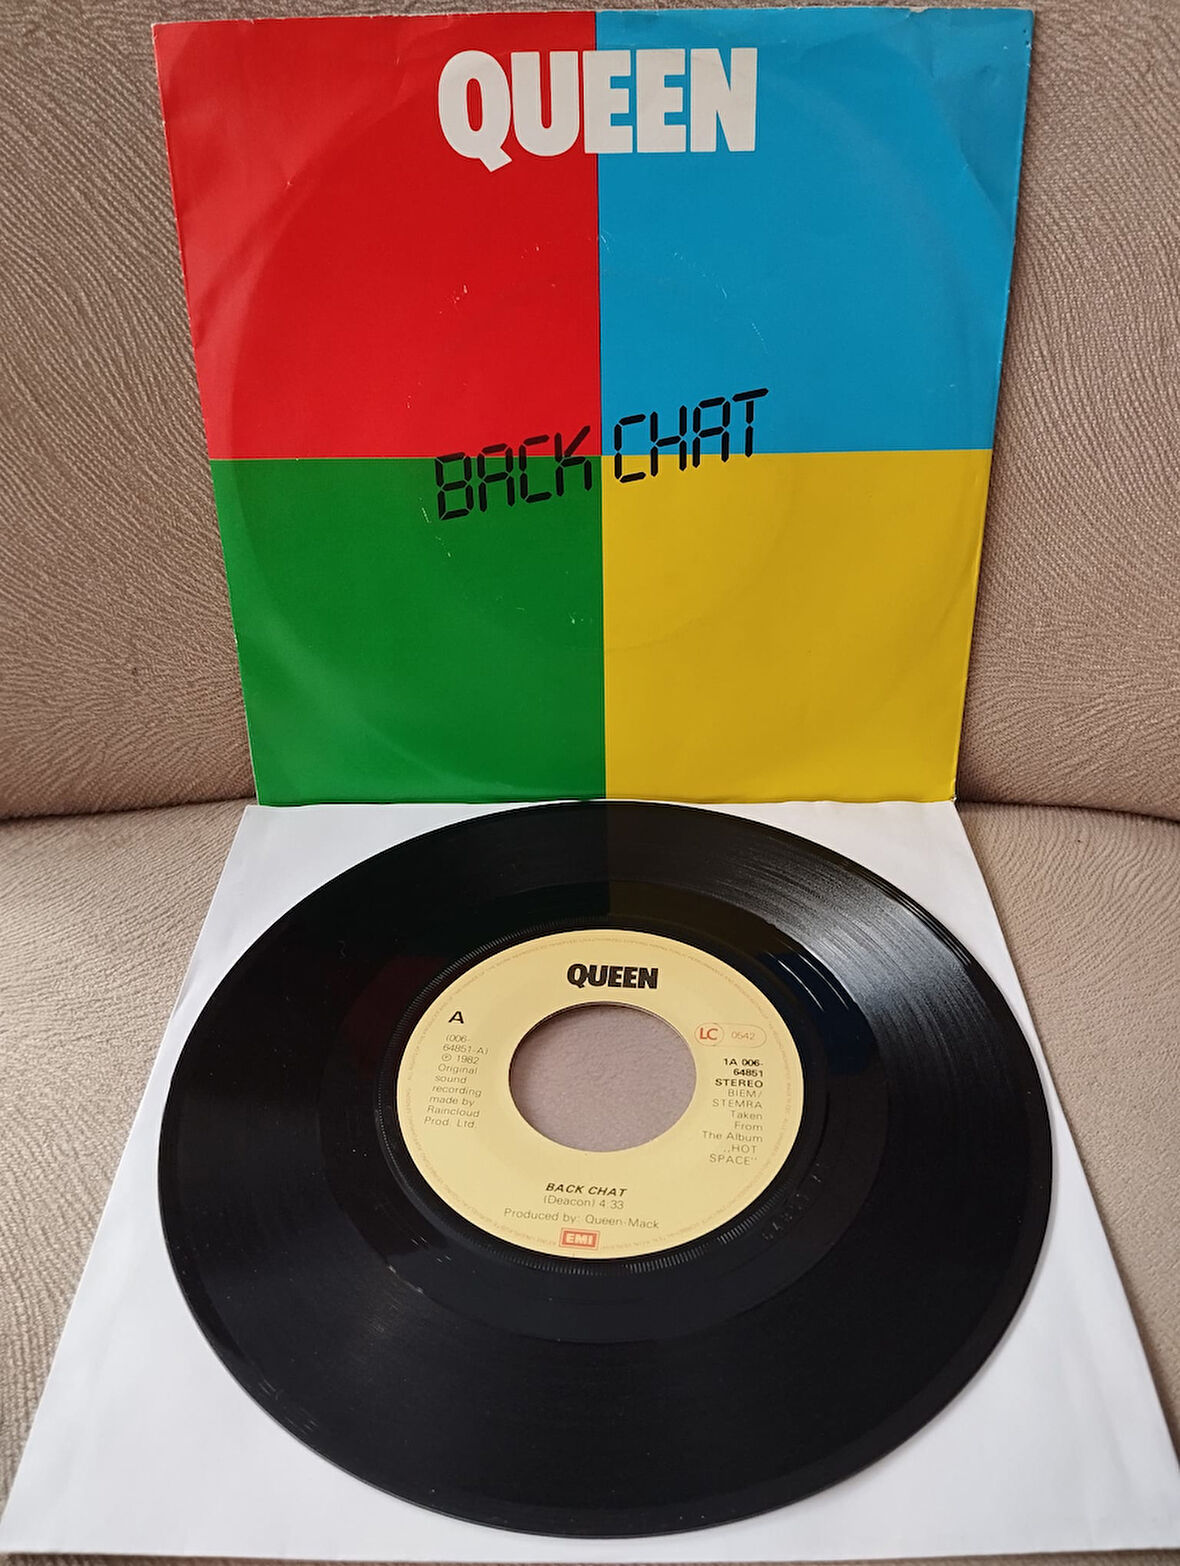 QUEEN
BACK CHAT
QUEEN
A
(006-
64851-A)
℗ 1982
Original
sound
recording
made by
Raincloud
Prod. Ltd.
LC 0542
1A 006-
64851
STEREO
BIEM/
STEMRA
Taken
From
The Album
,,HOT
SPACE"
BACK CHAT
(Deacon) 4:33
Produced by: Queen-Mack
EMI